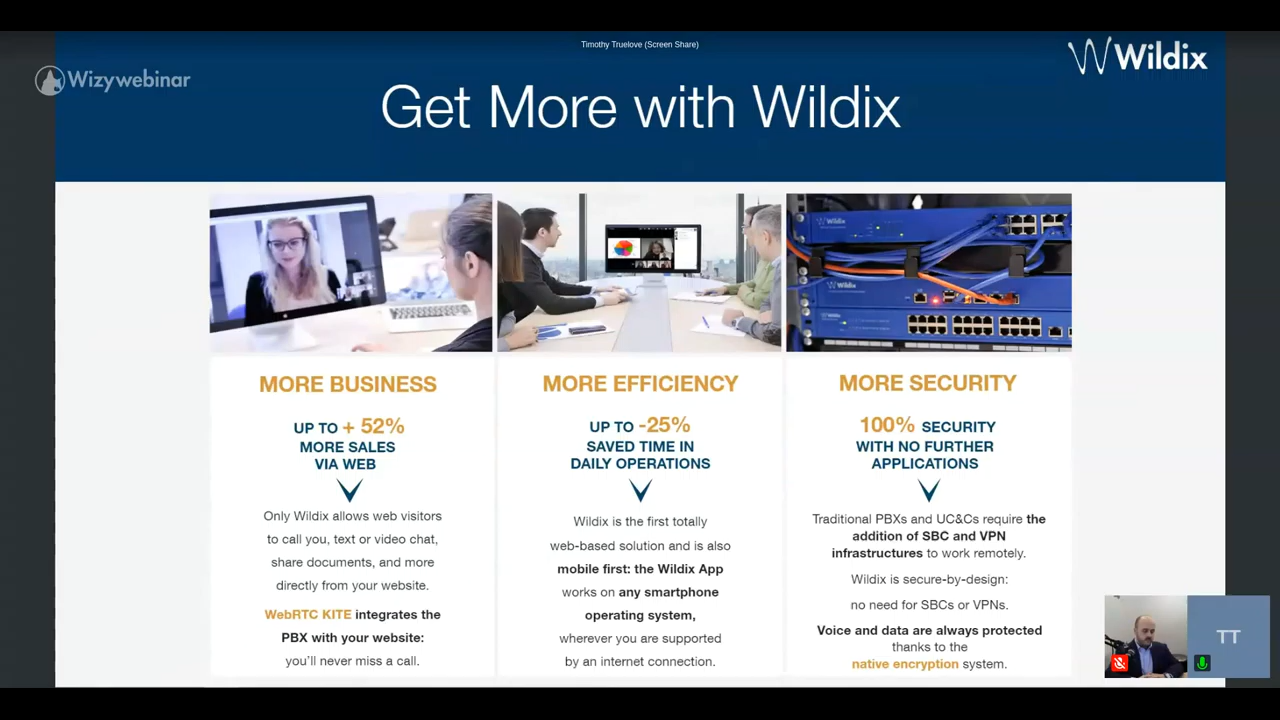 Timothy Truelove (Screen Share)
Wizywebinar
Wildix
Get More with Wildix
Wildix
Wildix
Wildix
MORE BUSINESS
UP TO + 52%
MORE SALES
VIA WEB
Only Wildix allows web visitors
to call you, text or video chat,
share documents, and more
directly from your website.
WebRTC KITE integrates the
PBX with your website:
you'll never miss a call.
MORE EFFICIENCY
UP TO -25%
SAVED TIME IN
DAILY OPERATIONS
Wildix is the first totally
web-based solution and is also
mobile first: the Wildix App
works on any smartphone
operating system,
wherever you are supported
by an internet connection.
MORE SECURITY
100% SECURITY
WITH NO FURTHER
APPLICATIONS
Traditional PBXs and UC&Cs require the
addition of SBC and VPN
infrastructures to work remotely.
Wildix is secure-by-design:
no need for SBCs or VPNs.
Voice and data are always protected
thanks to the
native encryption system.
TT